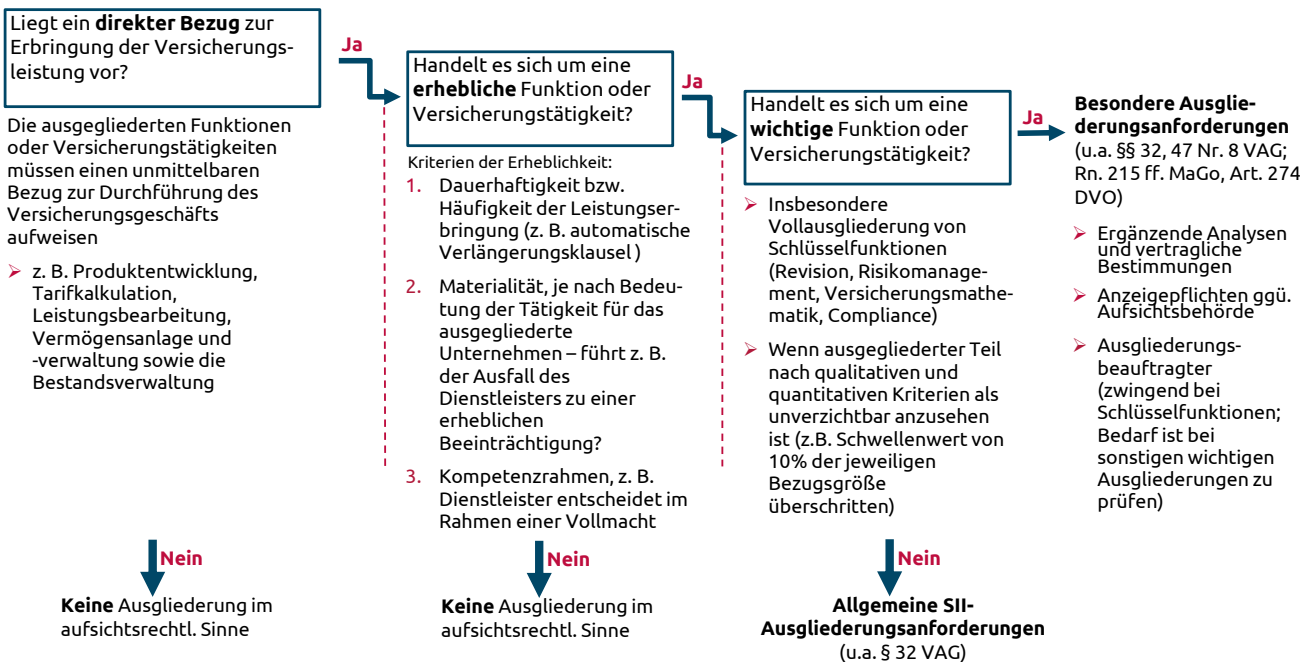 Liegt ein direkter Bezug zur
Erbringung der Versicherungs-
leistung vor?
Ja
Die ausgegliederten Funktionen
oder Versicherungstätigkeiten
müssen einen unmittelbaren
Bezug zur Durchführung des
Versicherungsgeschäfts
aufweisen
➢ z. B. Produktentwicklung,
Tarifkalkulation,
Leistungsbearbeitung,
Vermögensanlage und
-verwaltung sowie die
Bestandsverwaltung
Nein
Keine Ausgliederung im
aufsichtsrechtl. Sinne
Handelt es sich um eine
erhebliche Funktion oder
Versicherungstätigkeit?
Ja
Kriterien der Erheblichkeit:
1. Dauerhaftigkeit bzw.
Häufigkeit der Leistungser-
bringung (z. B. automatische
Verlängerungsklausel )
2. Materialität, je nach Bedeu-
tung der Tätigkeit für das
ausgegliederte
Unternehmen – führt z. B.
der Ausfall des
Dienstleisters zu einer
erheblichen
Beeinträchtigung?
3. Kompetenzrahmen, z. B.
Dienstleister entscheidet im
Rahmen einer Vollmacht
Nein
Keine Ausgliederung im
aufsichtsrechtl. Sinne
Handelt es sich um eine
wichtige Funktion oder
Versicherungstätigkeit?
Ja
➢ Insbesondere
Vollausgliederung von
Schlüsselfunktionen
(Revision, Risikomanage-
ment, Versicherungsmathe-
matik, Compliance)
➢ Wenn ausgegliederter Teil
nach qualitativen und
quantitativen Kriterien als
unverzichtbar anzusehen
ist (z.B. Schwellenwert von
10% der jeweiligen
Bezugsgröße
überschritten)
Nein
Allgemeine SII-
Ausgliederungsanforderungen
(u.a. § 32 VAG)
Besondere Ausglie-
derungsanforderungen
(u.a. §§ 32, 47 Nr. 8 VAG;
Rn. 215 ff. MaGo, Art. 274
DVO)
➢ Ergänzende Analysen
und vertragliche
Bestimmungen
➢ Anzeigepflichten ggü.
Aufsichtsbehörde
➢ Ausgliederungs-
beauftragter
(zwingend bei
Schlüsselfunktionen;
Bedarf ist bei
sonstigen wichtigen
Ausgliederungen zu
prüfen)